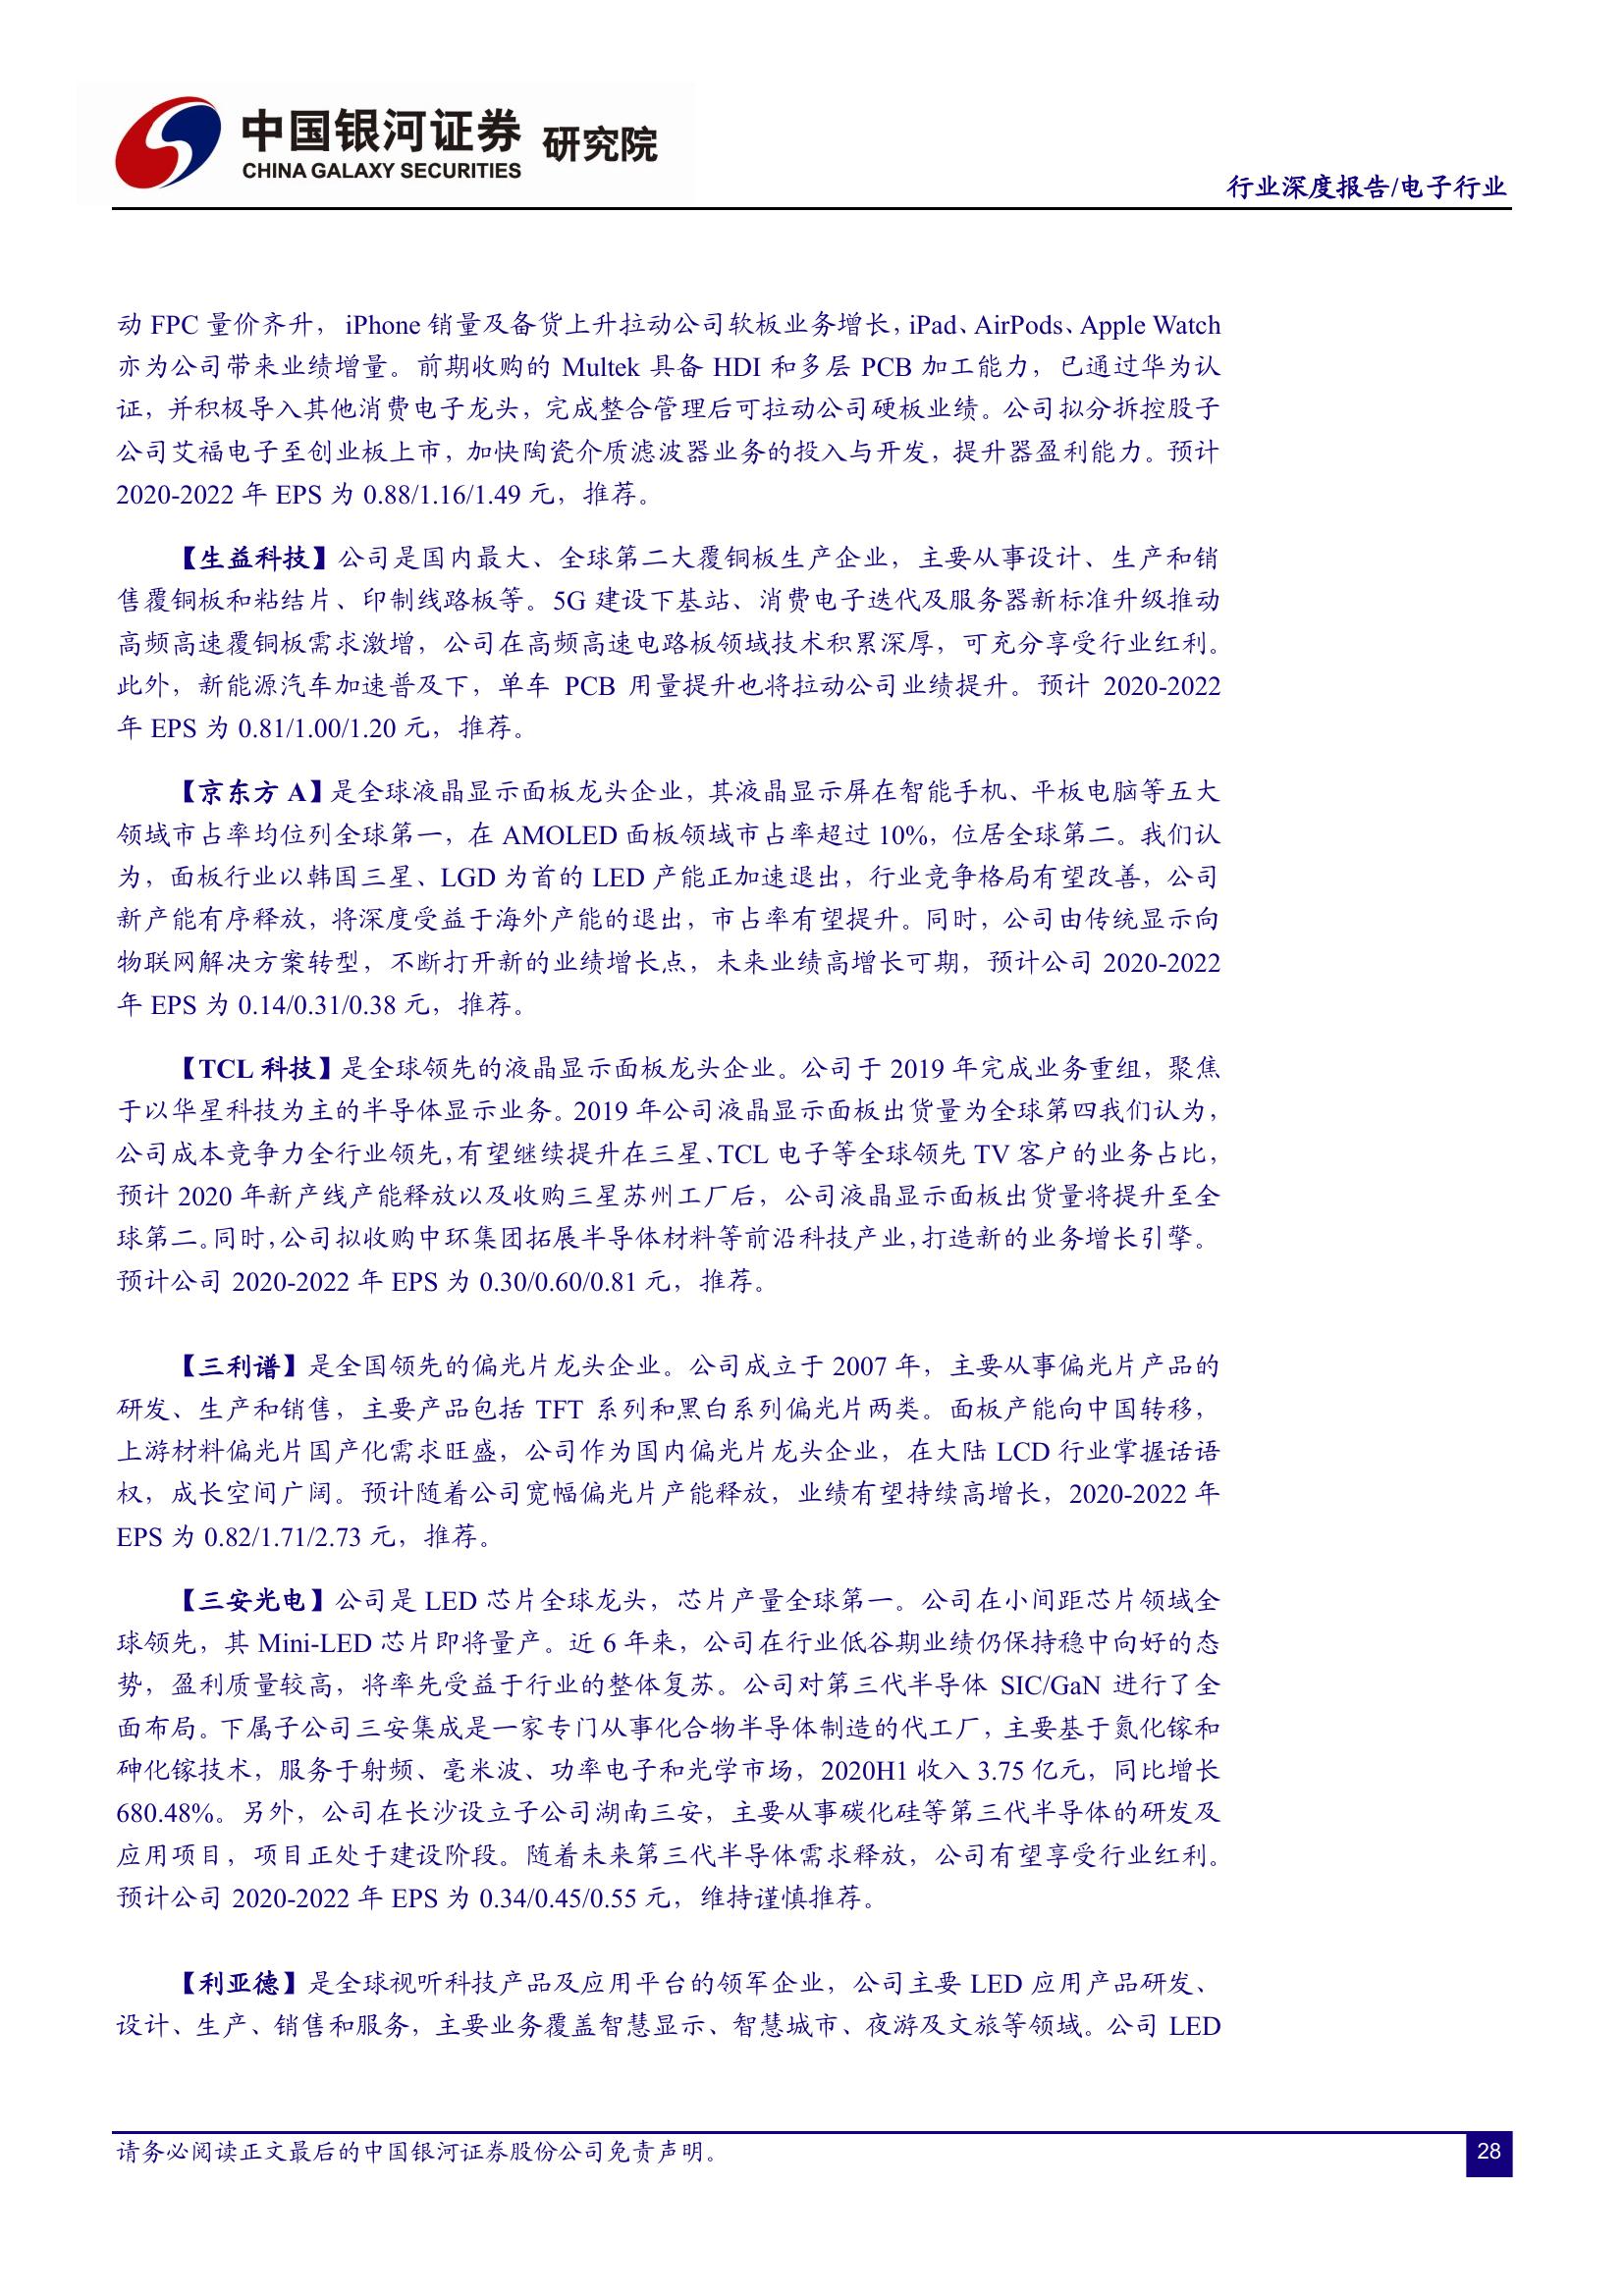 中国银河证券 研究院
CHINA GALAXY SECURITIES
行业深度报告/电子行业
动 FPC 量价齐升， iPhone 销量及备货上升拉动公司软板业务增长，iPad、AirPods、Apple Watch
亦为公司带来业绩增量。前期收购的 Multek 具备 HDI 和多层 PCB 加工能力，已通过华为认
证，并积极导入其他消费电子龙头，完成整合管理后可拉动公司硬板业绩。公司拟分拆控股子
公司艾福电子至创业板上市，加快陶瓷介质滤波器业务的投入与开发，提升器盈利能力。预计
2020-2022 年 EPS 为 0.88/1.16/1.49 元，推荐。
【生益科技】公司是国内最大、全球第二大覆铜板生产企业，主要从事设计、生产和销
售覆铜板和粘结片、印制线路板等。5G 建设下基站、消费电子迭代及服务器新标准升级推动
高频高速覆铜板需求激增，公司在高频高速电路板领域技术积累深厚，可充分享受行业红利。
此外，新能源汽车加速普及下，单车 PCB 用量提升也将拉动公司业绩提升。预计 2020-2022
年 EPS 为 0.81/1.00/1.20 元，推荐。
【京东方 A】是全球液晶显示面板龙头企业，其液晶显示屏在智能手机、平板电脑等五大
领域市占率均位列全球第一，在 AMOLED 面板领域市占率超过 10%，位居全球第二。我们认
为，面板行业以韩国三星、LGD 为首的 LED 产能正加速退出，行业竞争格局有望改善，公司
新产能有序释放，将深度受益于海外产能的退出，市占率有望提升。同时，公司由传统显示向
物联网解决方案转型，不断打开新的业绩增长点，未来业绩高增长可期，预计公司 2020-2022
年 EPS 为 0.14/0.31/0.38 元，推荐。
【TCL 科技】是全球领先的液晶显示面板龙头企业。公司于 2019 年完成业务重组，聚焦
于以华星科技为主的半导体显示业务。2019 年公司液晶显示面板出货量为全球第四我们认为，
公司成本竞争力全行业领先，有望继续提升在三星、TCL 电子等全球领先 TV 客户的业务占比，
预计 2020 年新产线产能释放以及收购三星苏州工厂后，公司液晶显示面板出货量将提升至全
球第二。同时，公司拟收购中环集团拓展半导体材料等前沿科技产业，打造新的业务增长引擎。
预计公司 2020-2022 年 EPS 为 0.30/0.60/0.81 元，推荐。
【三利谱】是全国领先的偏光片龙头企业。公司成立于 2007 年，主要从事偏光片产品的
研发、生产和销售，主要产品包括 TFT 系列和黑白系列偏光片两类。面板产能向中国转移，
上游材料偏光片国产化需求旺盛，公司作为国内偏光片龙头企业，在大陆 LCD 行业掌握话语
权，成长空间广阔。预计随着公司宽幅偏光片产能释放，业绩有望持续高增长，2020-2022 年
EPS 为 0.82/1.71/2.73 元，推荐。
【三安光电】公司是 LED 芯片全球龙头，芯片产量全球第一。公司在小间距芯片领域全
球领先，其 Mini-LED 芯片即将量产。近 6 年来，公司在行业低谷期业绩仍保持稳中向好的态
势，盈利质量较高，将率先受益于行业的整体复苏。公司对第三代半导体 SIC/GaN 进行了全
面布局。下属子公司三安集成是一家专门从事化合物半导体制造的代工厂，主要基于氮化镓和
砷化镓技术，服务于射频、毫米波、功率电子和光学市场，2020H1 收入 3.75 亿元，同比增长
680.48%。另外，公司在长沙设立子公司湖南三安，主要从事碳化硅等第三代半导体的研发及
应用项目，项目正处于建设阶段。随着未来第三代半导体需求释放，公司有望享受行业红利。
预计公司 2020-2022 年 EPS 为 0.34/0.45/0.55 元，维持谨慎推荐。
【利亚德】是全球视听科技产品及应用平台的领军企业，公司主要 LED 应用产品研发、
设计、生产、销售和服务，主要业务覆盖智慧显示、智慧城市、夜游及文旅等领域。公司 LED
请务必阅读正文最后的中国银河证券股份公司免责声明。
28